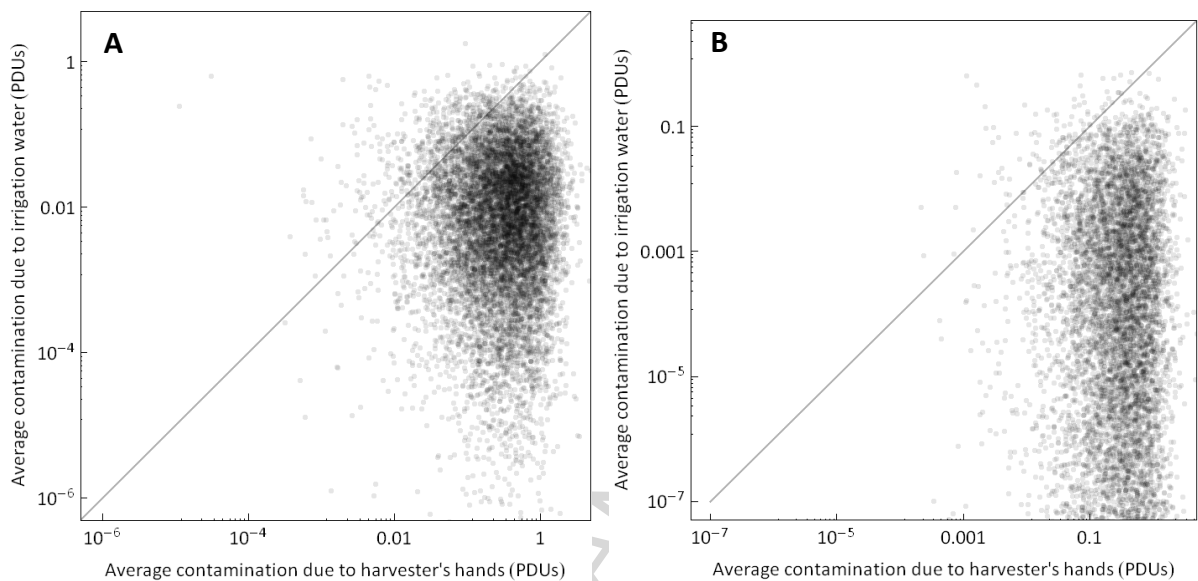 A
Average contamination due to irrigation water (PDUs)
1
0.01
10⁻⁴
10⁻⁶
10⁻⁶ 10⁻⁴ 0.01 1
Average contamination due to harvester's hands (PDUs)
B
Average contamination due to irrigation water (PDUs)
0.1
0.001
10⁻⁵
10⁻⁷
10⁻⁷ 10⁻⁵ 0.001 0.1
Average contamination due to harvester's hands (PDUs)